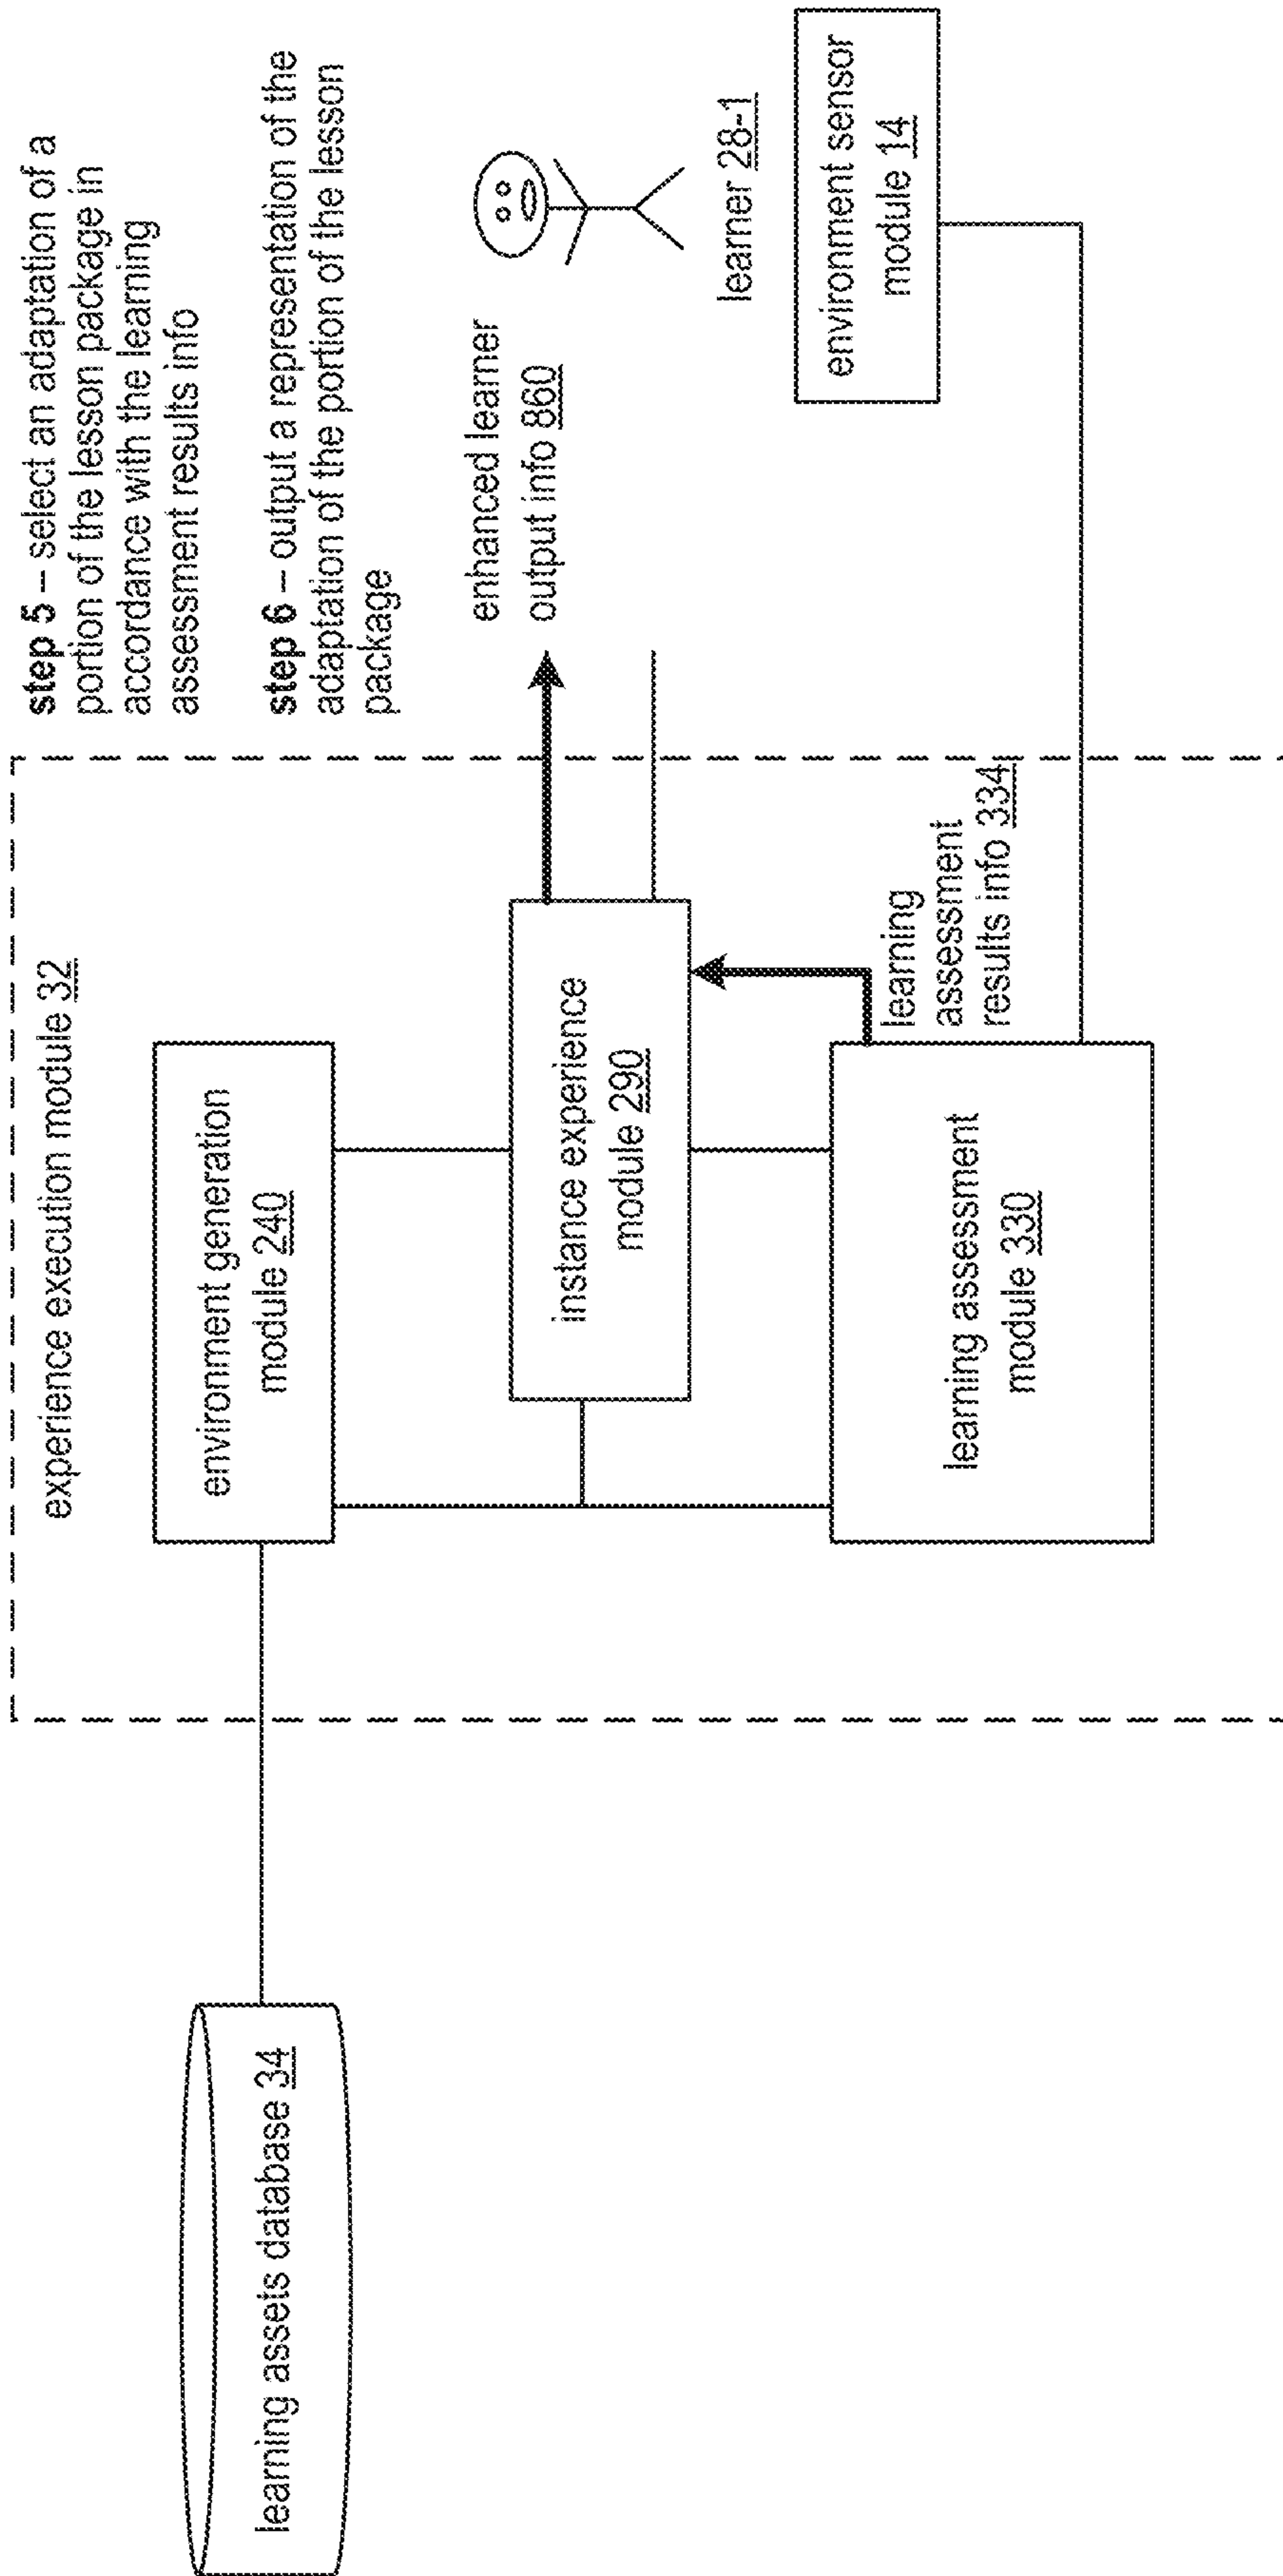 step 5 – select an adaptation of a
portion of the lesson package in
accordance with the learning
assessment results info
step 6 – output a representation of the
adaptation of the portion of the lesson
package
experience execution module 32
learning assets database 34
environment generation
module 240
instance experience
module 290
enhanced learner
output info 860
learner 28-1
learning
assessment
results info 334
learning assessment
module 330
environment sensor
module 14